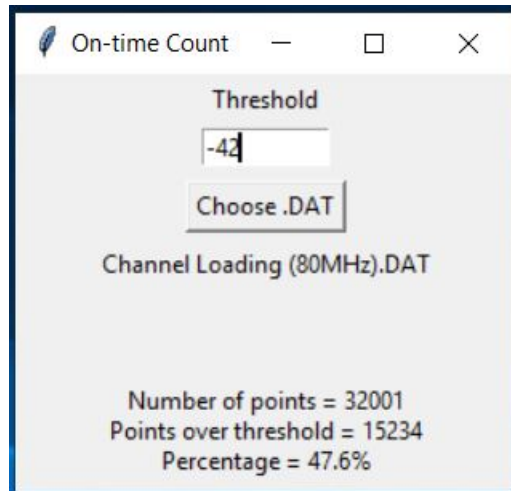 On-time Count
Threshold
-42
Choose .DAT
Channel Loading (80MHz).DAT
Number of points = 32001
Points over threshold = 15234
Percentage = 47.6%